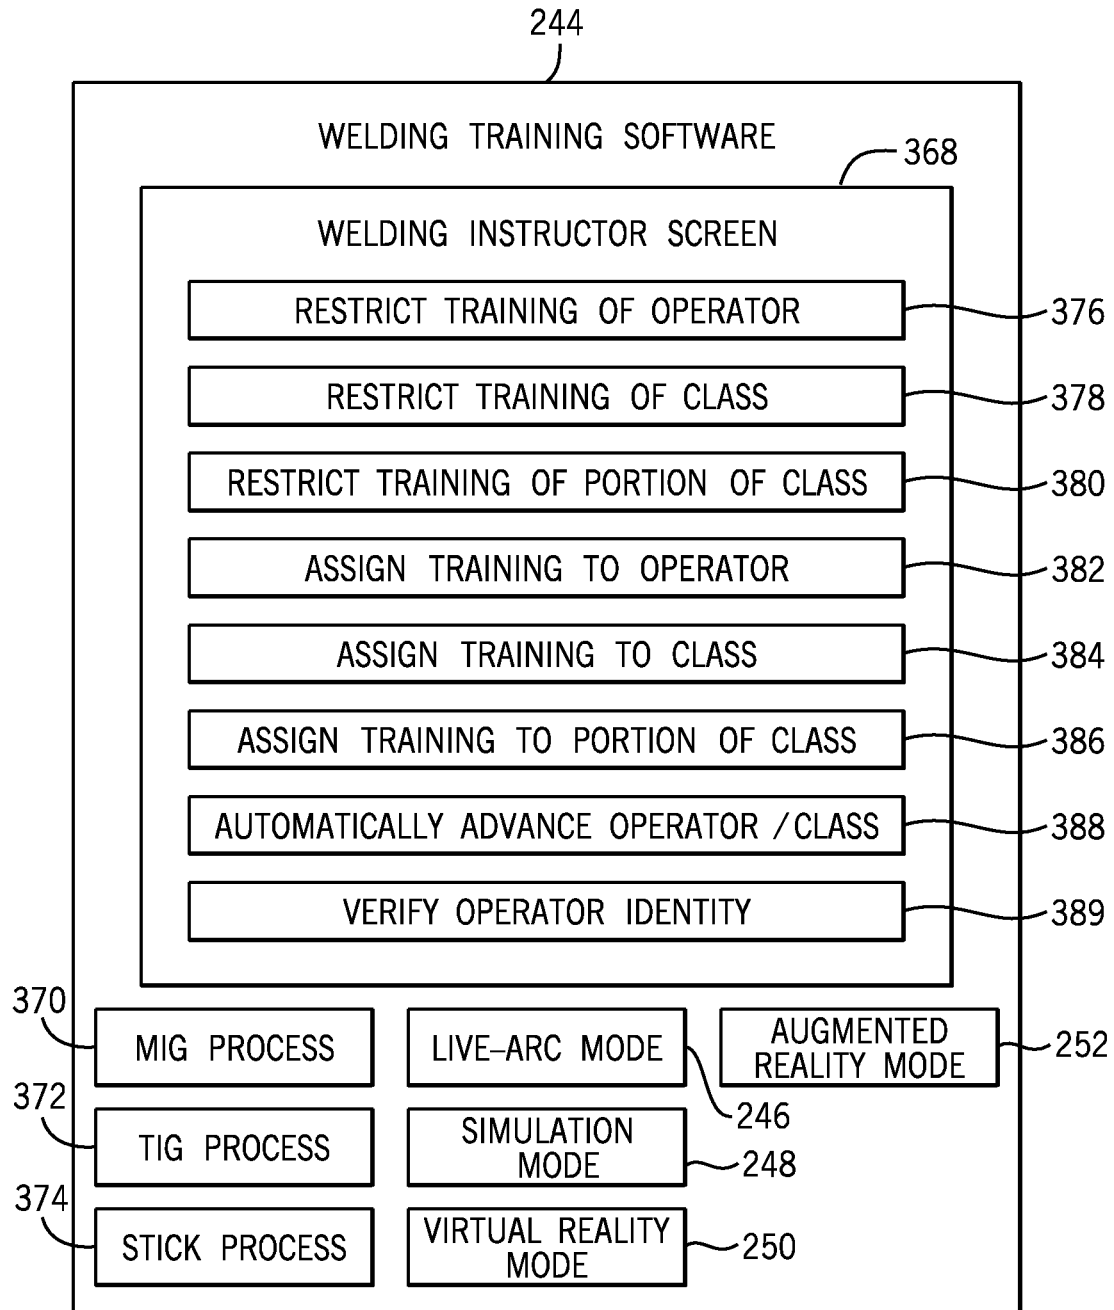 244
WELDING TRAINING SOFTWARE
368
WELDING INSTRUCTOR SCREEN
RESTRICT TRAINING OF OPERATOR
376
RESTRICT TRAINING OF CLASS
378
RESTRICT TRAINING OF PORTION OF CLASS
380
ASSIGN TRAINING TO OPERATOR
382
ASSIGN TRAINING TO CLASS
384
ASSIGN TRAINING TO PORTION OF CLASS
386
AUTOMATICALLY ADVANCE OPERATOR /CLASS
388
VERIFY OPERATOR IDENTITY
389
370
MIG PROCESS
LIVE–ARC MODE
AUGMENTED
REALITY MODE
252
246
372
TIG PROCESS
SIMULATION
MODE
248
374
STICK PROCESS
VIRTUAL REALITY
MODE
250